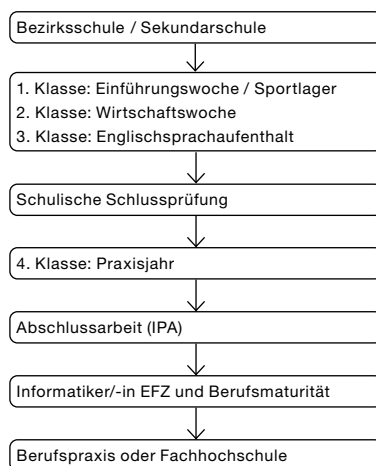 Bezirksschule / Sekundarschule
1. Klasse: Einführungswoche / Sportlager
2. Klasse: Wirtschaftswoche
3. Klasse: Englischsprachaufenthalt
Schulische Schlussprüfung
4. Klasse: Praxisjahr
Abschlussarbeit (IPA)
Informatiker/-in EFZ und Berufsmaturität
Berufspraxis oder Fachhochschule